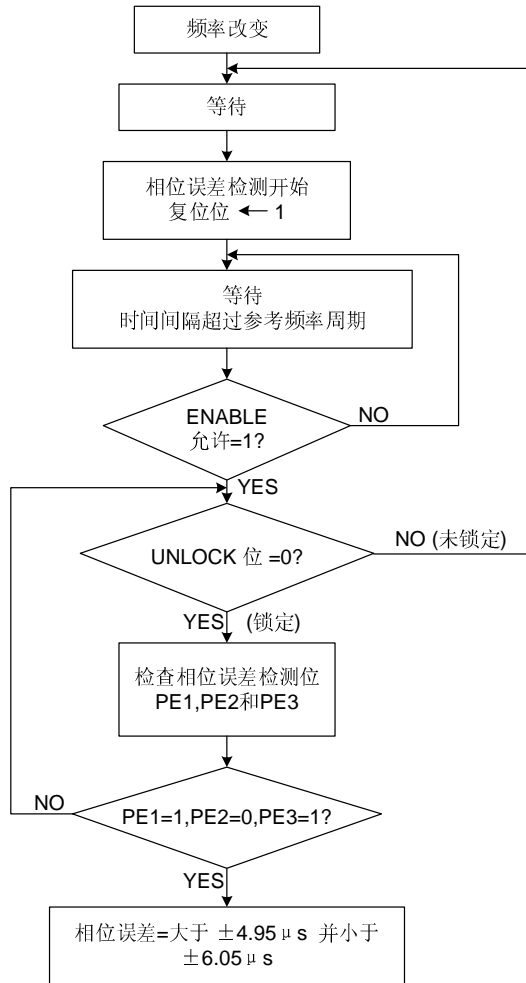 频率改变
等待
相位误差检测开始
复位位 ← 1
等待
时间间隔超过参考频率周期
ENABLE
允许=1?
NO
YES
UNLOCK 位 =0?
NO (未锁定)
YES (锁定)
检查相位误差检测位
PE1,PE2和PE3
NO
PE1=1,PE2=0,PE3=1?
YES
相位误差=大于 ±4.95 μs 并小于
±6.05 μs